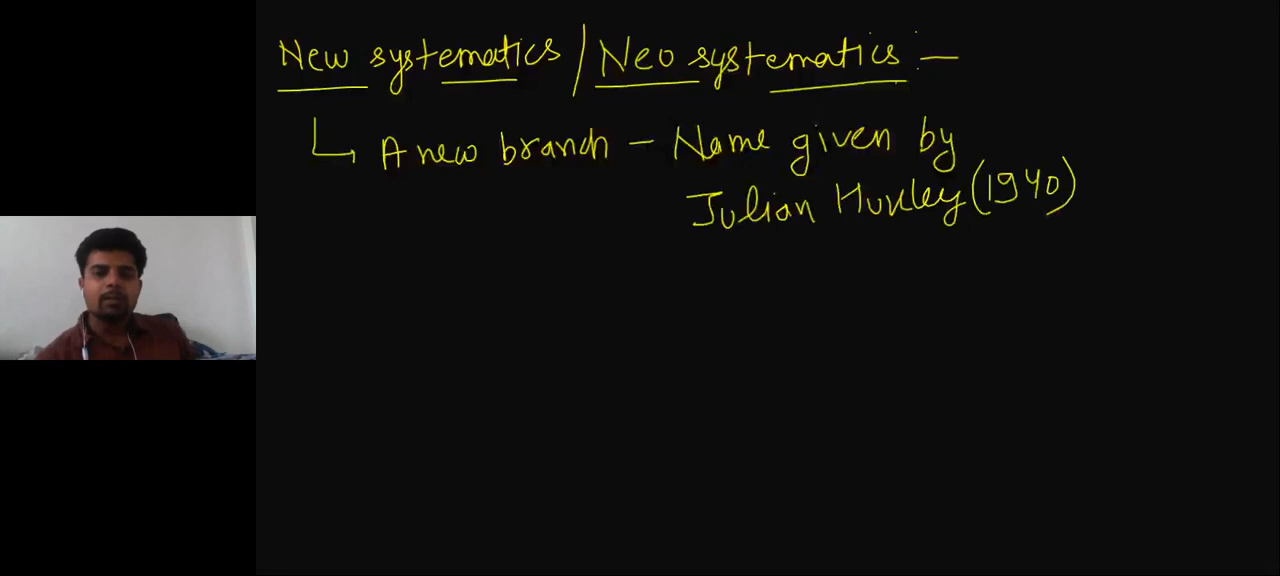 New systematics / Neo systematics :-
↳ A new branch - Name given by
Julian Huxley (1940)